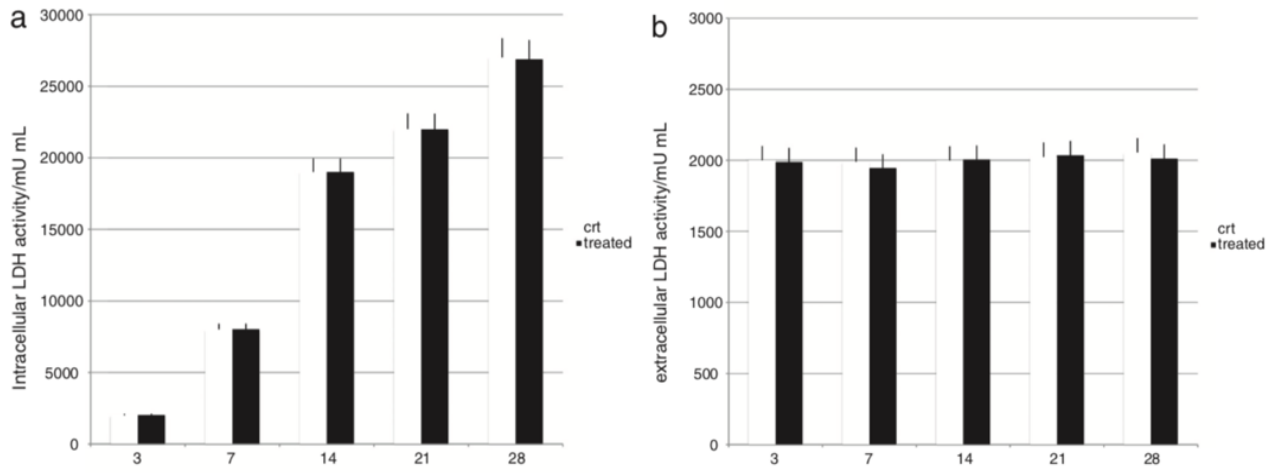 a
30000
25000
20000
15000
10000
5000
0
Intracellular LDH activity/mU mL
3 7 14 21 28
crt
treated
b
3000
2500
2000
1500
1000
500
0
extracellular LDH activity/mU mL
3 7 14 21 28
crt
treated